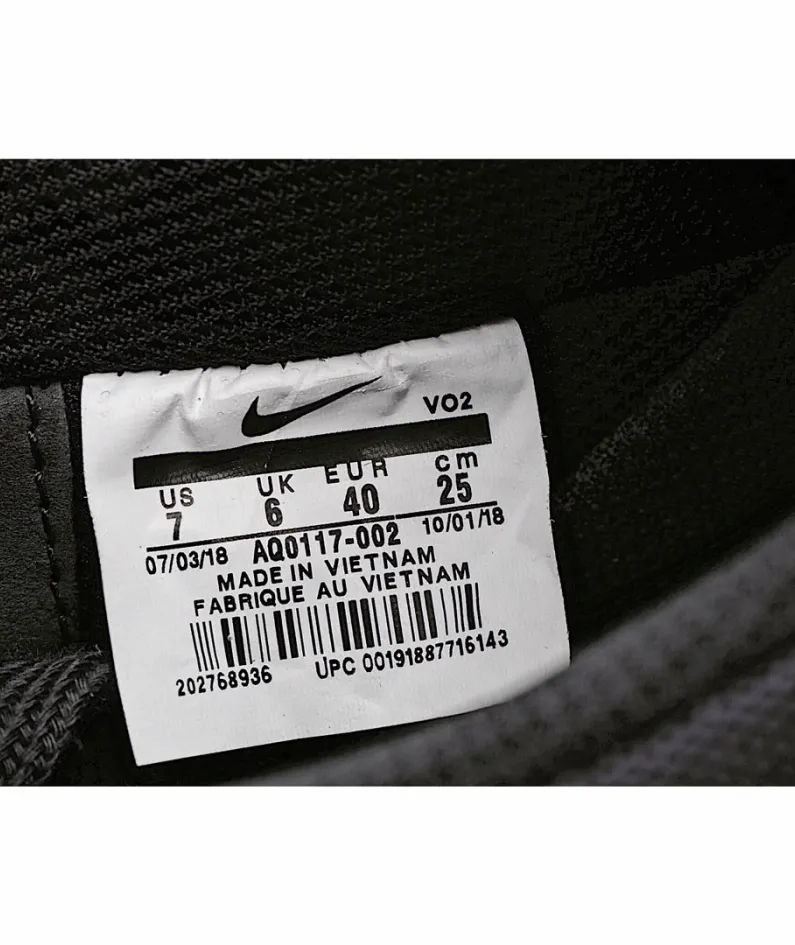 VO2
US UK EUR cm
7 6 40 25
07/03/18 AQ0117-002 10/01/18
MADE IN VIETNAM
FABRIQUE AU VIETNAM
202768936 UPC 00191887716143